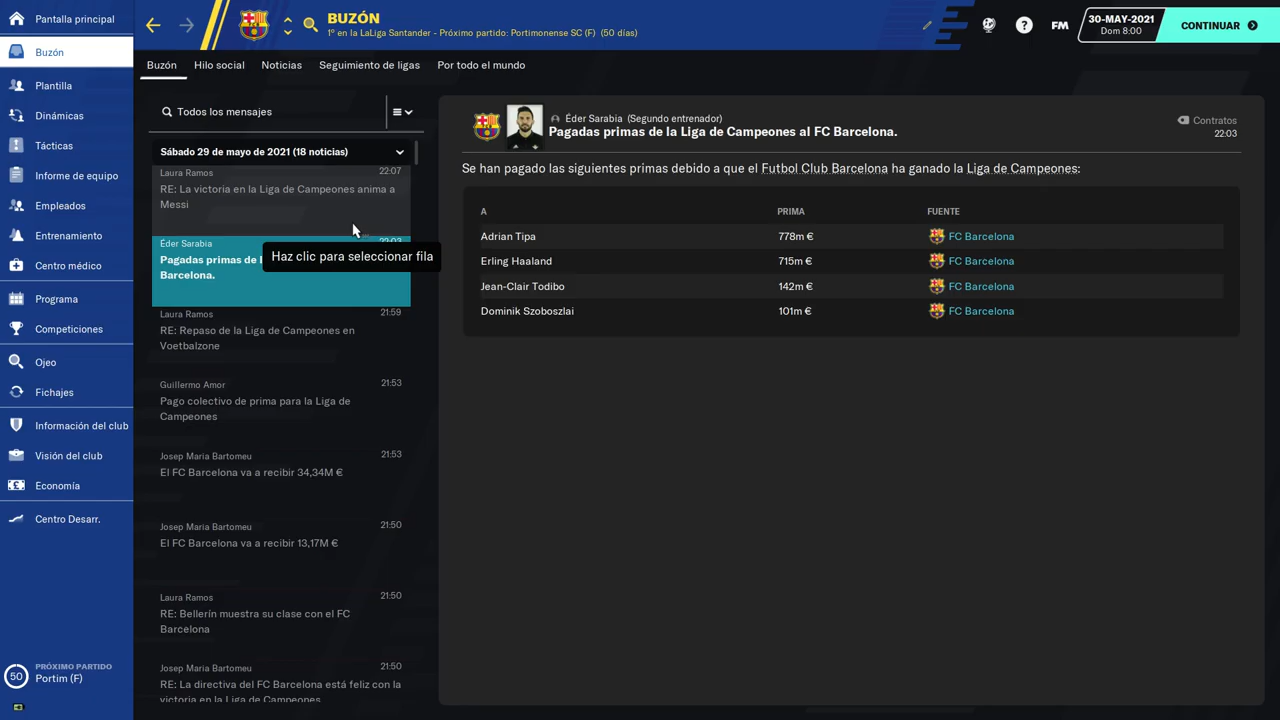 Pantalla principal
Buzón
Plantilla
Dinámicas
Tácticas
Informe de equipo
Empleados
Entrenamiento
Centro médico
Programa
Competiciones
Ojeo
Fichajes
Información del club
Visión del club
Economía
Centro Desarr.
50
PRÓXIMO PARTIDO
Portim (F)
BUZÓN
1º en la LaLiga Santander - Próximo partido: Portimonense SC (F) (50 días)
FM
30-MAY-2021
Dom 8:00
CONTINUAR
Buzón Hilo social Noticias Seguimiento de ligas Por todo el mundo
Todos los mensajes
Sábado 29 de mayo de 2021 (18 noticias)
Laura Ramos 22:07
RE: La victoria en la Liga de Campeones anima a
Messi
Éder Sarabia 22:03
Pagadas primas de l
Barcelona.
Haz clic para seleccionar fila
Laura Ramos 21:59
RE: Repaso de la Liga de Campeones en
Voetbalzone
Guillermo Amor 21:53
Pago colectivo de prima para la Liga de
Campeones
Josep Maria Bartomeu 21:53
El FC Barcelona va a recibir 34,34M €
Josep Maria Bartomeu 21:50
El FC Barcelona va a recibir 13,17M €
Laura Ramos 21:50
RE: Bellerín muestra su clase con el FC
Barcelona
Josep Maria Bartomeu 21:50
RE: La directiva del FC Barcelona está feliz con la
victoria en la Liga de Campeones
Éder Sarabia (Segundo entrenador)
Pagadas primas de la Liga de Campeones al FC Barcelona.
Contratos
22:03
Se han pagado las siguientes primas debido a que el Futbol Club Barcelona ha ganado la Liga de Campeones:
A PRIMA FUENTE
Adrian Tipa 778m € FC Barcelona
Erling Haaland 715m € FC Barcelona
Jean-Clair Todibo 142m € FC Barcelona
Dominik Szoboszlai 101m € FC Barcelona